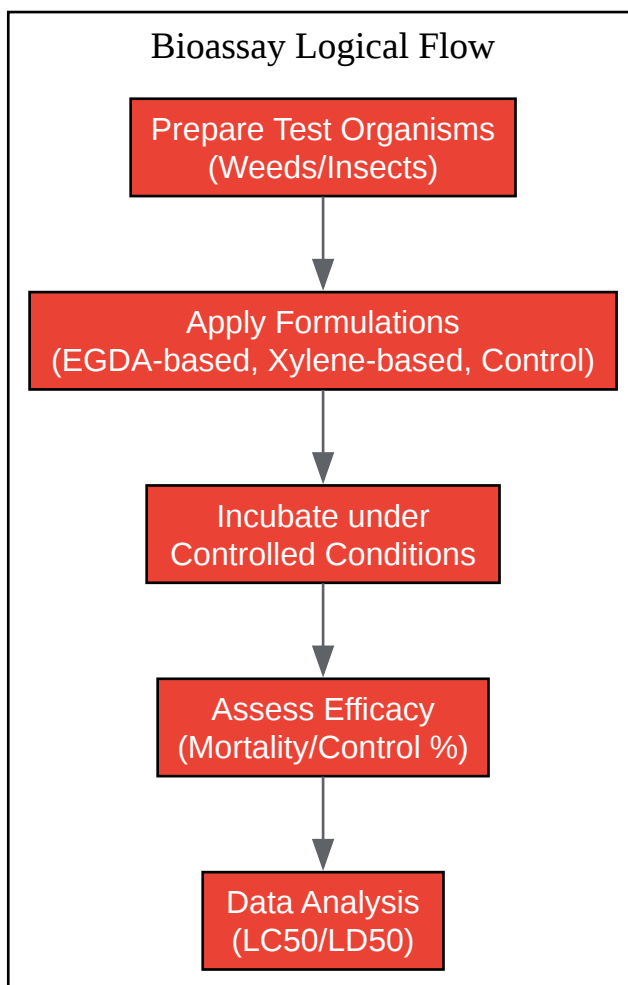 Bioassay Logical Flow
Prepare Test Organisms
(Weeds/Insects)
Apply Formulations
(EGDA-based, Xylene-based, Control)
Incubate under
Controlled Conditions
Assess Efficacy
(Mortality/Control %)
Data Analysis
(LC50/LD50)